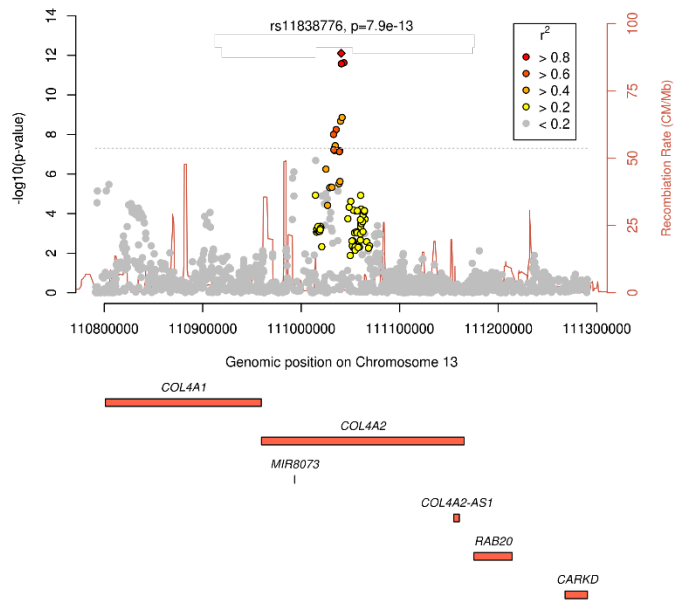 rs11838776, p=7.9e-13
14
12
10
8
6
4
2
0
-log10(p-value)
r2
> 0.8
> 0.6
> 0.4
> 0.2
< 0.2
100
75
50
25
0
Recombiation Rate (CM/Mb)
110800000 110900000 111000000 111100000 111200000 111300000
Genomic position on Chromosome 13
COL4A1
COL4A2
MIR8073
COL4A2-AS1
RAB20
CARKD